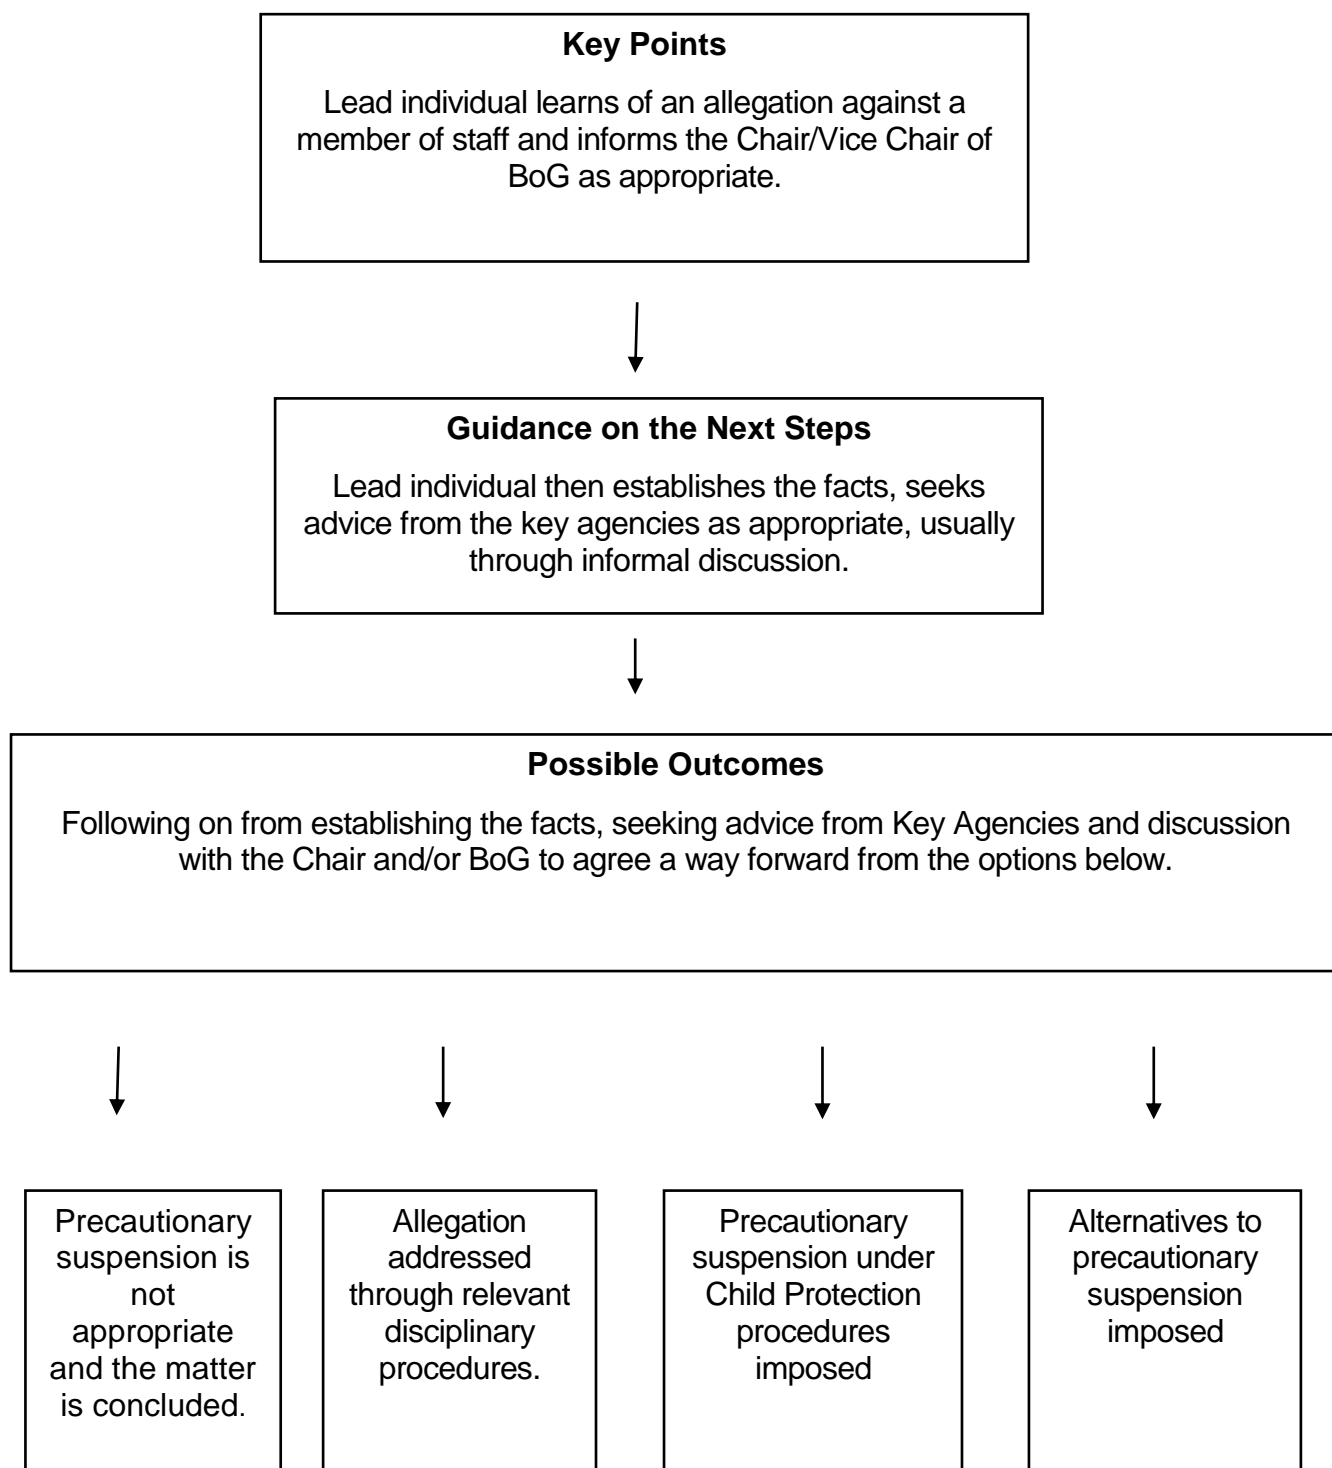 Key Points
Lead individual learns of an allegation against a
member of staff and informs the Chair/Vice Chair of
BoG as appropriate.
Guidance on the Next Steps
Lead individual then establishes the facts, seeks
advice from the key agencies as appropriate, usually
through informal discussion.
Possible Outcomes
Following on from establishing the facts, seeking advice from Key Agencies and discussion
with the Chair and/or BoG to agree a way forward from the options below.
Precautionary
suspension is
not
appropriate
and the matter
is concluded.
Allegation
addressed
through relevant
disciplinary
procedures.
Precautionary
suspension under
Child Protection
procedures
imposed
Alternatives to
precautionary
suspension
imposed